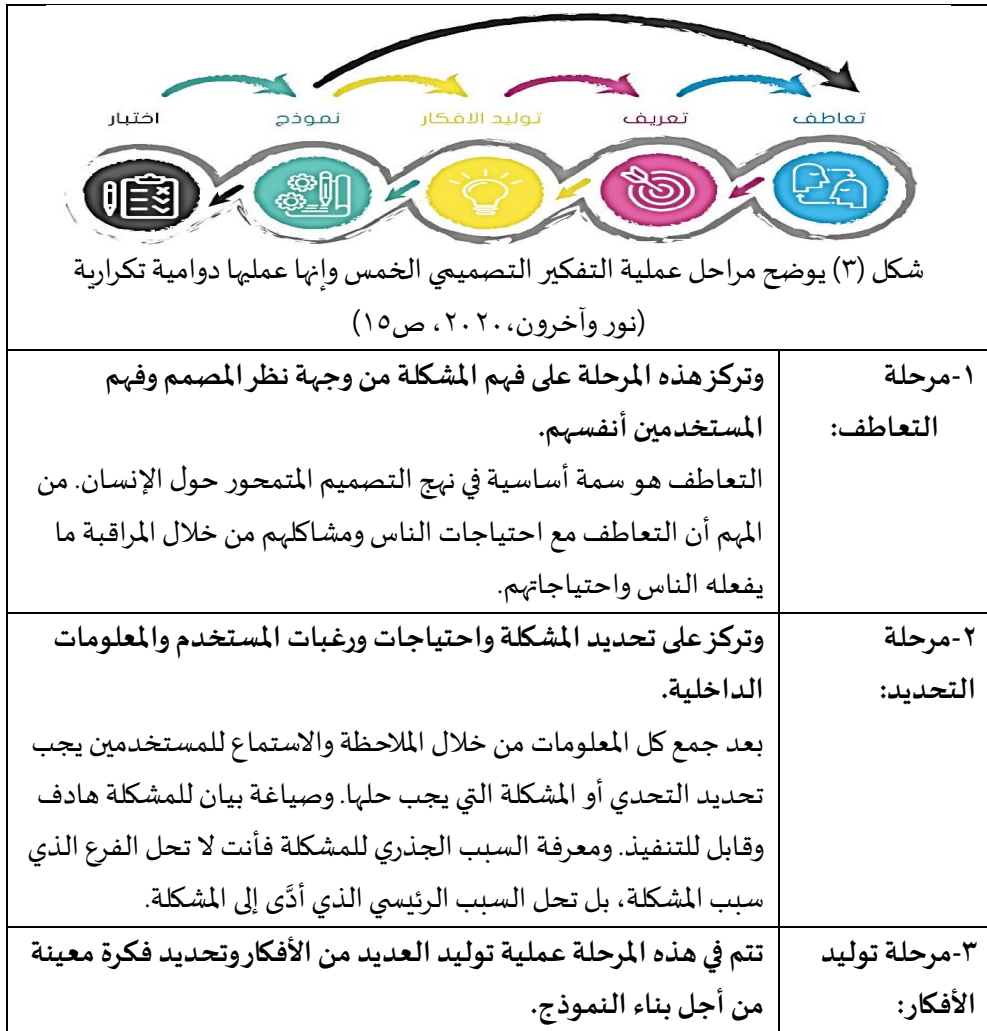 تعاطف تعريف توليد الافكار نموذج اختبار
شكل (٣) يوضح مراحل عملية التفكير التصميمي الخمس وإنها عمليها دوامية تكرارية
(نور وآخرون،٢٠٢٠، ص١٥)
١-مرحلة
التعاطف:
وتركز هذه المرحلة على فهم المشكلة من وجهة نظر المصمم وفهم
المستخدمين أنفسهم.
التعاطف هو سمة أساسية في نهج التصميم المتمحور حول الإنسان. من
المهم أن التعاطف مع احتياجات الناس ومشاكلهم من خلال المراقبة ما
يفعله الناس واحتياجاتهم.
٢-مرحلة
التحديد:
وتركز على تحديد المشكلة واحتياجات ورغبات المستخدم والمعلومات
الداخلية.
بعد جمع كل المعلومات من خلال الملاحظة والاستماع للمستخدمين يجب
تحديد التحدي أو المشكلة التي يجب حلها. وصياغة بيان للمشكلة هادف
وقابل للتنفيذ. ومعرفة السبب الجذري للمشكلة فأنت لا تحل الفرع الذي
سبب المشكلة، بل تحل السبب الرئيسي الذي أدَّى إلى المشكلة.
٣-مرحلة توليد
الأفكار:
تتم في هذه المرحلة عملية توليد العديد من الأفكار وتحديد فكرة معينة
من أجل بناء النموذج.